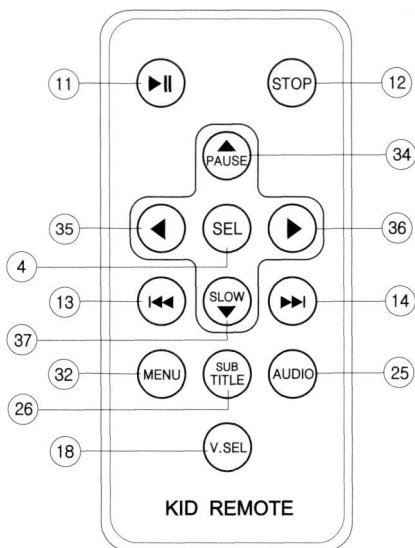 11
STOP
12
PAUSE
34
35
SEL
36
4
13
SLOW
14
37
32
MENU
SUB
TITLE
AUDIO
25
26
18
V.SEL
KID REMOTE